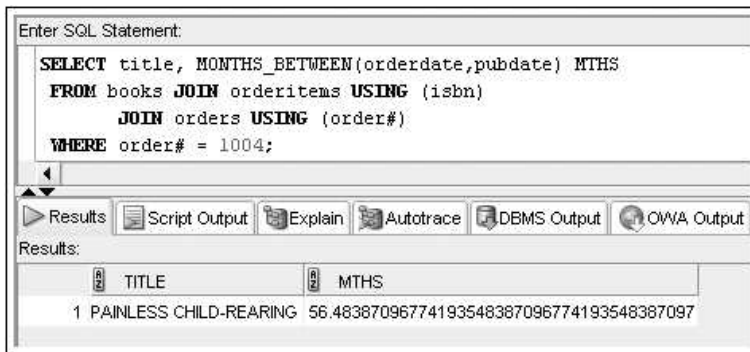 Enter SQL Statement:
SELECT title, MONTHS_BETWEEN(orderdate,pubdate) MTHS
FROM books JOIN orderitems USING (isbn)
JOIN orders USING (order#)
WHERE order# = 1004;
Results Script Output Explain Autotrace DBMS Output OWA Output
Results:
TITLE MTHS
1 PAINLESS CHILD-REARING 56.48387096774193548387096774193548387097